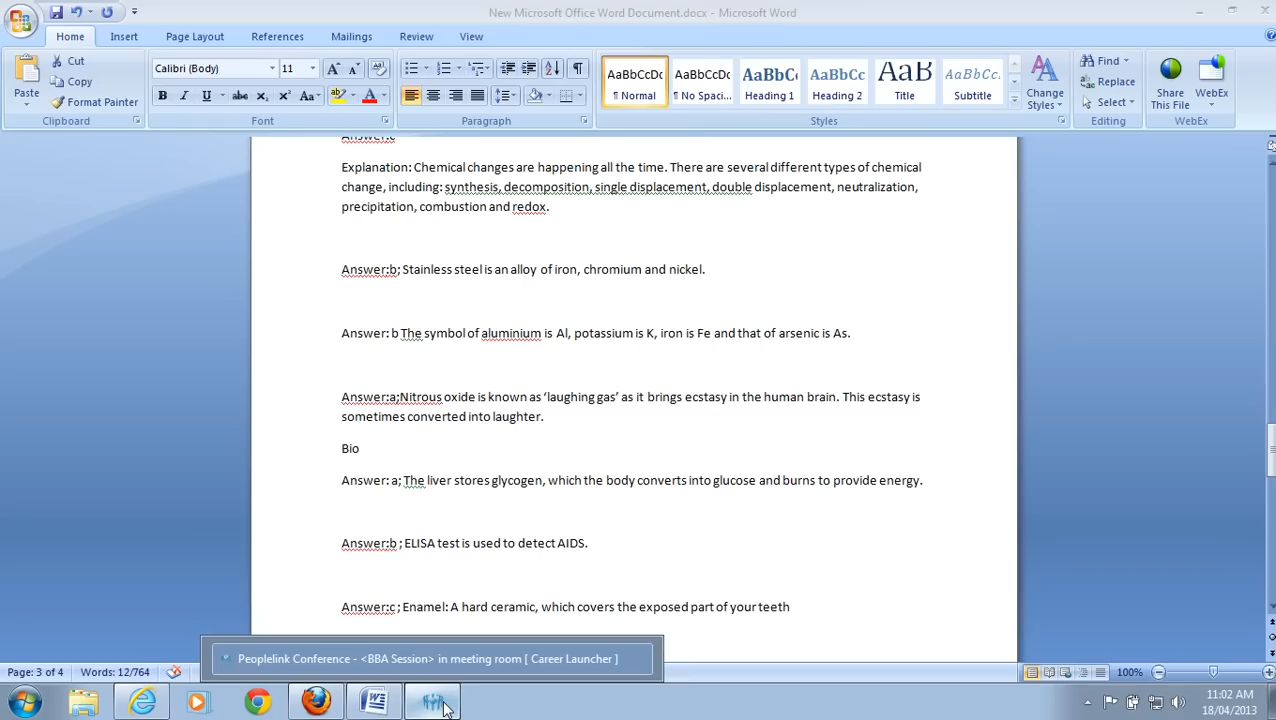 New Microsoft Office Word Document.docx - Microsoft Word
Home Insert Page Layout References Mailings Review View
Paste
Cut
Copy
Format Painter
Clipboard
Calibri (Body) 11
B I U abc X₂ X² Aa
Font
Paragraph
AaBbCcDc AaBbCcDc AaBbC AaBbCc AaB AaBbCc.
¶ Normal ¶ No Spaci... Heading 1 Heading 2 Title Subtitle
Change Styles
Styles
Find
Replace
Select
Editing
Share This File
WebEx
WebEx
Answer:c
Explanation: Chemical changes are happening all the time. There are several different types of chemical
change, including: synthesis, decomposition, single displacement, double displacement, neutralization,
precipitation, combustion and redox.
Answer:b; Stainless steel is an alloy of iron, chromium and nickel.
Answer: b The symbol of aluminium is Al, potassium is K, iron is Fe and that of arsenic is As.
Answer:a;Nitrous oxide is known as ‘laughing gas’ as it brings ecstasy in the human brain. This ecstasy is
sometimes converted into laughter.
Bio
Answer: a; The liver stores glycogen, which the body converts into glucose and burns to provide energy.
Answer:b ; ELISA test is used to detect AIDS.
Answer:c ; Enamel: A hard ceramic, which covers the exposed part of your teeth
Peoplelink Conference - <BBA Session> in meeting room [ Career Launcher ]
Page: 3 of 4 Words: 12/764 100%
11:02 AM
18/04/2013